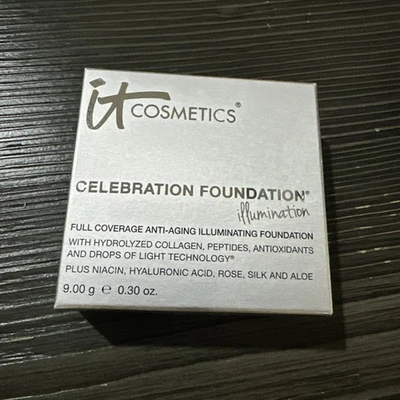 it COSMETICS®
CELEBRATION FOUNDATION®
illumination
FULL COVERAGE ANTI-AGING ILLUMINATING FOUNDATION
WITH HYDROLYZED COLLAGEN, PEPTIDES, ANTIOXIDANTS
AND DROPS OF LIGHT TECHNOLOGY®
PLUS NIACIN, HYALURONIC ACID, ROSE, SILK AND ALOE
9.00 g ℮ 0.30 oz.